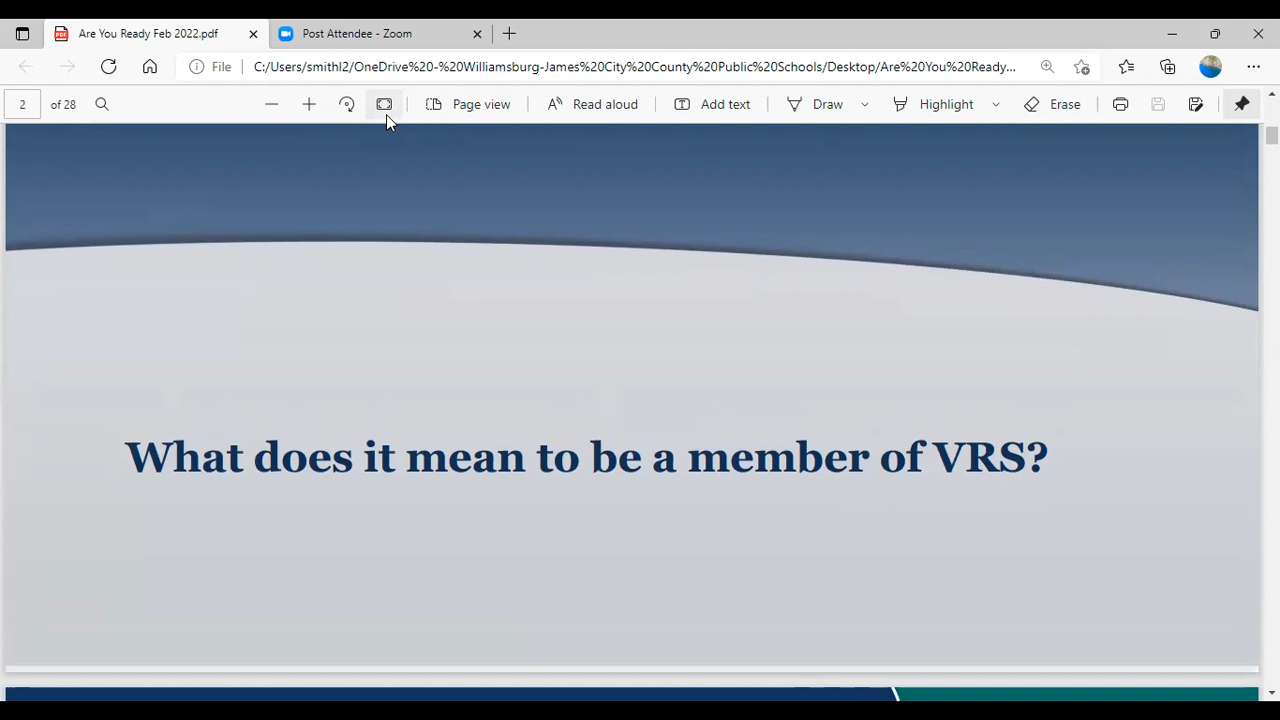 Are You Ready Feb 2022.pdf
Post Attendee - Zoom
File
C:/Users/smithl2/OneDrive%20-%20Williamsburg-James%20City%20County%20Public%20Schools/Desktop/Are%20You%20Ready...
2 of 28
Page view
Read aloud
Add text
Draw
Highlight
Erase
What does it mean to be a member of VRS?